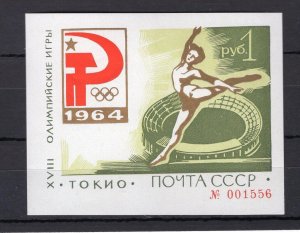 XVIII ОЛИМПИЙСКИЕ ИГРЫ
1964
руб. 1
• ТОКИО • ПОЧТА СССР
№ 001556